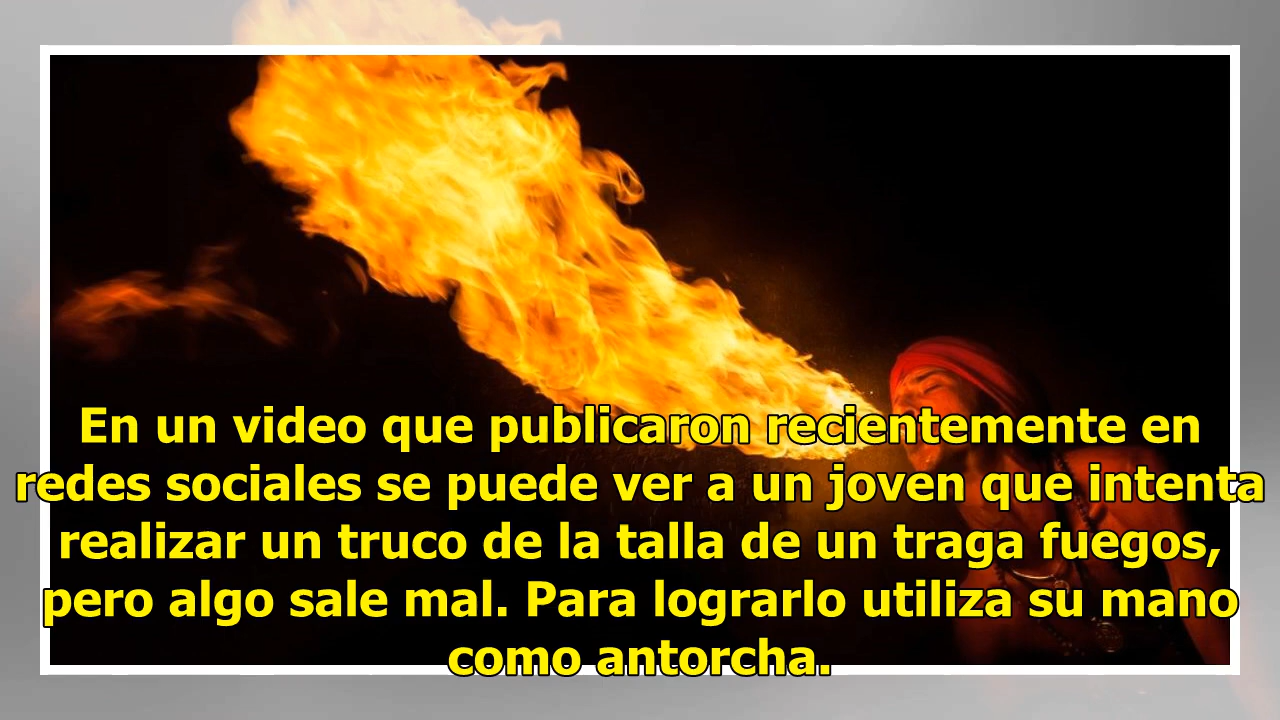 En un video que publicaron recientemente en
redes sociales se puede ver a un joven que intenta
realizar un truco de la talla de un traga fuegos,
pero algo sale mal. Para lograrlo utiliza su mano
como antorcha.